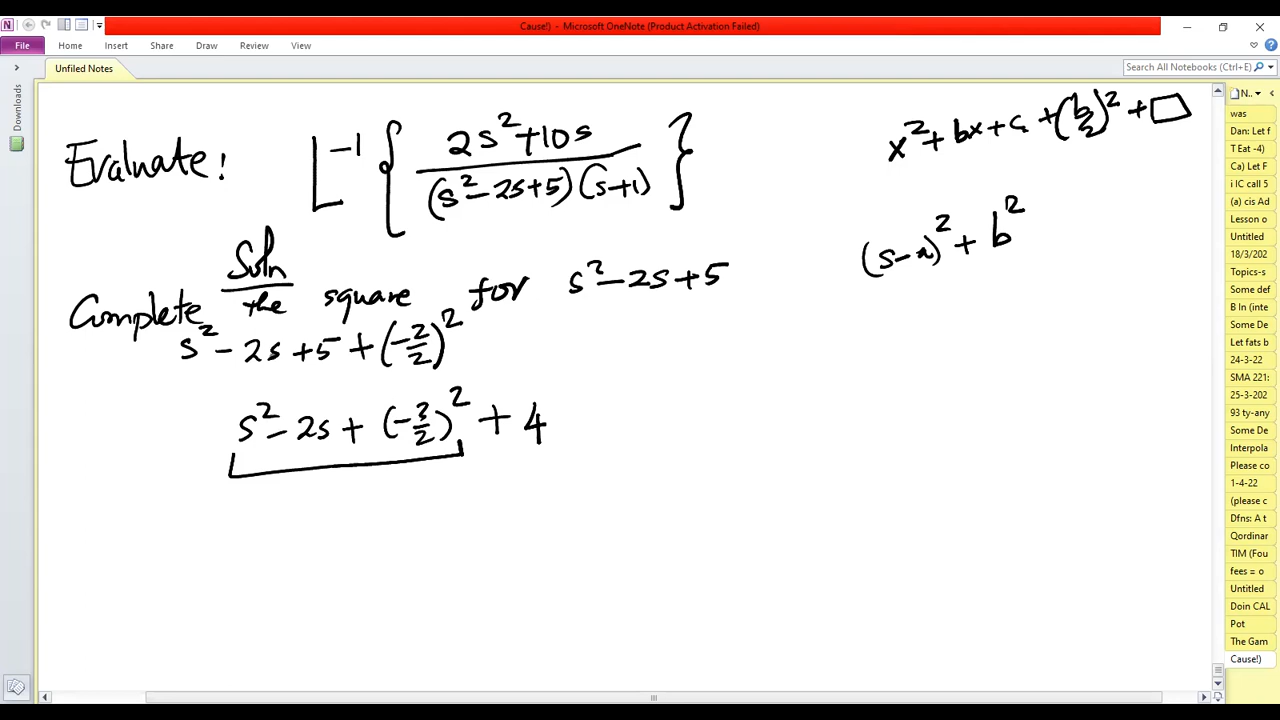 Cause!) - Microsoft OneNote (Product Activation Failed)
File Home Insert Share Draw Review View
Unfiled Notes
Search All Notebooks (Ctrl+E)
Downloads
Evaluate: L^-1 { (2s^2+10s)/((s^2-2s+5)(s+1)) }
x^2+bx+c+(b/2)^2+□
(s-a)^2+b^2
Soln
Complete the square for s^2-2s+5
s^2-2s+5+(-2/2)^2
s^2-2s+(-2/2)^2+4
N..
was
Dan: Let f
T Eat -4)
Ca) Let F
i IC call 5
(a) cis Ad
Lesson o
Untitled
18/3/202
Topics-s
Some def
B In (inte
Some De
Let fats b
24-3-22
SMA 221:
25-3-202
93 ty-any
Some De
Interpola
Please co
1-4-22
(please c
Dfns: A t
Qordinar
TIM (Fou
fees = o
Untitled
Doin CAL
Pot
The Gam
Cause!)